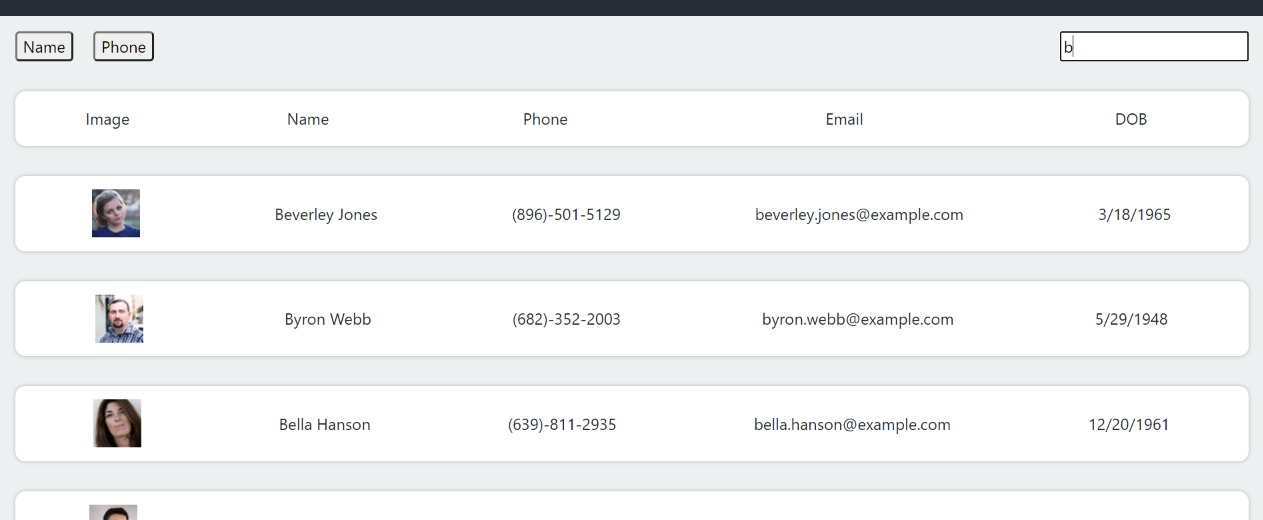 Name Phone b
Image Name Phone Email DOB
Beverley Jones (896)-501-5129 beverley.jones@example.com 3/18/1965
Byron Webb (682)-352-2003 byron.webb@example.com 5/29/1948
Bella Hanson (639)-811-2935 bella.hanson@example.com 12/20/1961